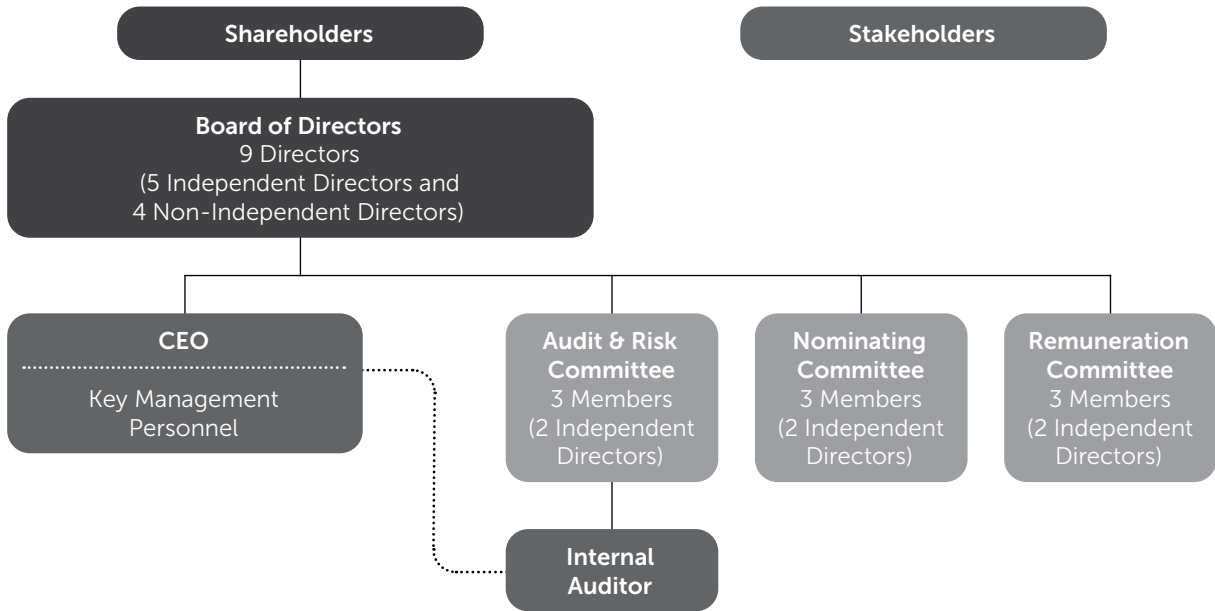 Shareholders
Stakeholders
Board of Directors
9 Directors
(5 Independent Directors and
4 Non-Independent Directors)
CEO
Key Management
Personnel
Audit & Risk
Committee
3 Members
(2 Independent
Directors)
Nominating
Committee
3 Members
(2 Independent
Directors)
Remuneration
Committee
3 Members
(2 Independent
Directors)
Internal
Auditor